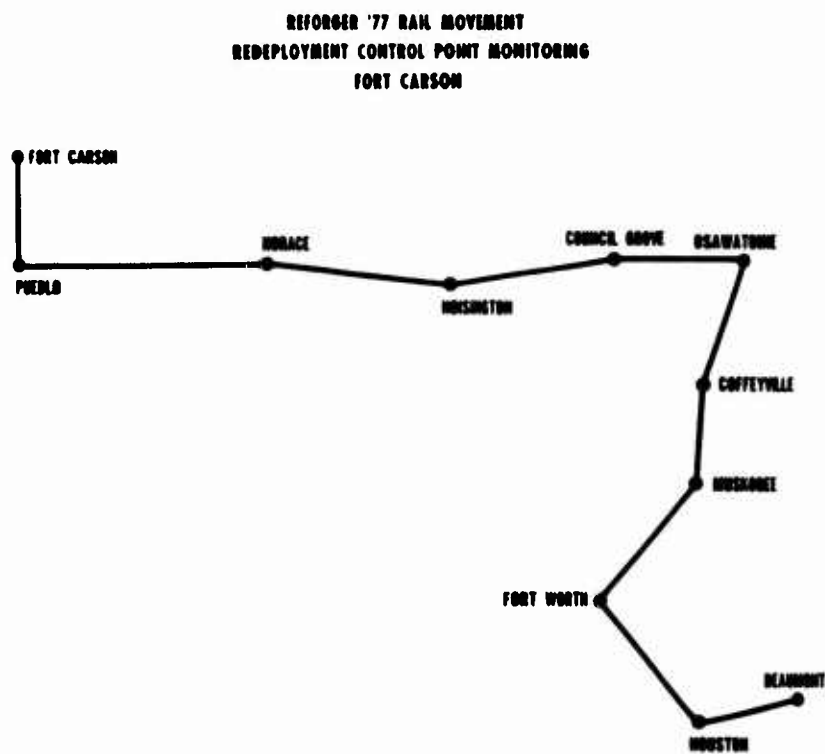 REFORGER '77 RAIL MOVEMENT
REDEPLOYMENT CONTROL POINT MONITORING
FORT CARSON
FORT CARSON
HORACE
COUNCIL GROVE
OSAWATOMIE
PUEBLO
HOISINGTON
COFFEYVILLE
MUSKOGEE
FORT WORTH
BEAUMONT
HOUSTON